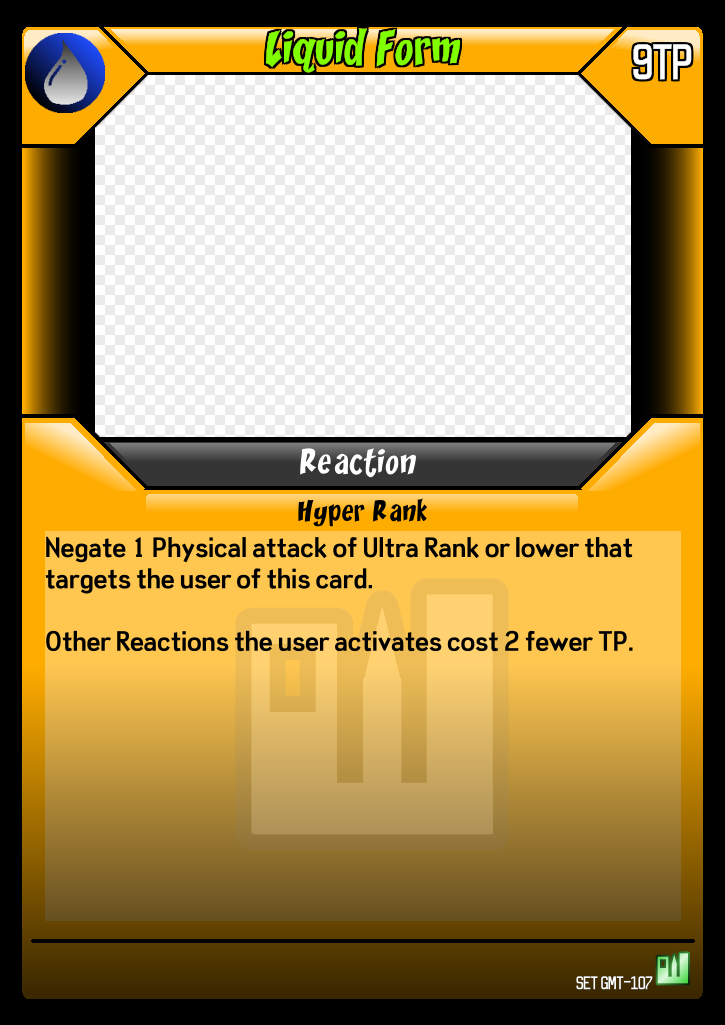 Liquid Form
9TP
Reaction
Hyper Rank
Negate 1 Physical attack of Ultra Rank or lower that
targets the user of this card.
Other Reactions the user activates cost 2 fewer TP.
SET GMT-107